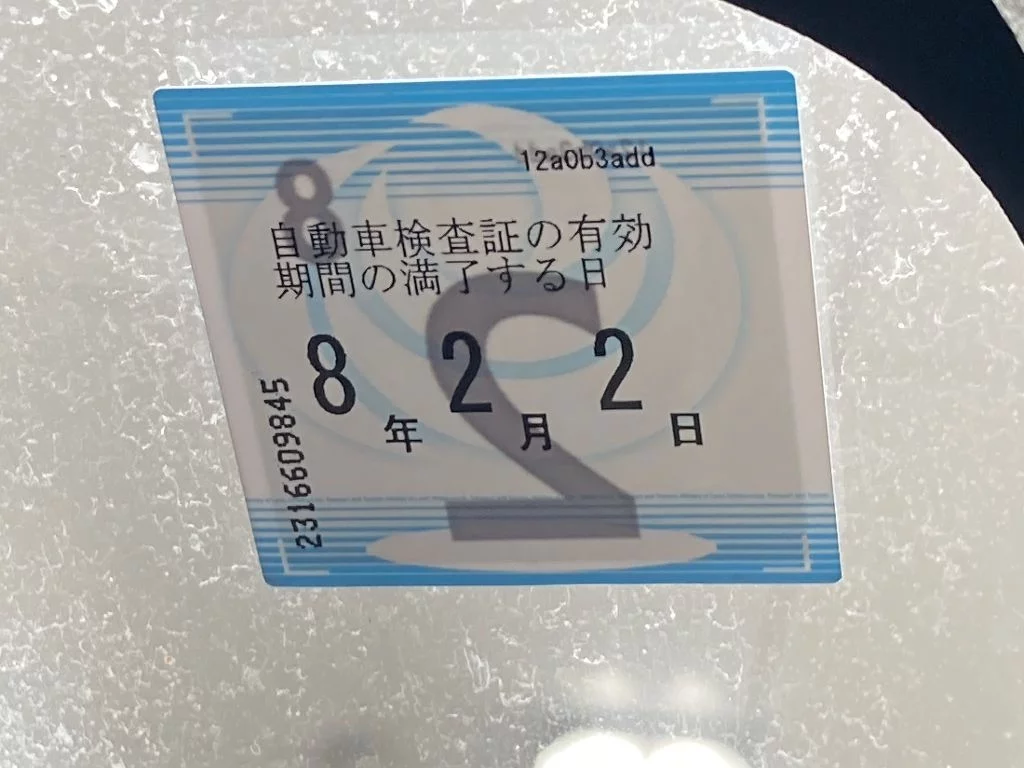 12a0b3add
8
自動車検査証の有効
期間の満了する日
8年2月2日
2
2316609845